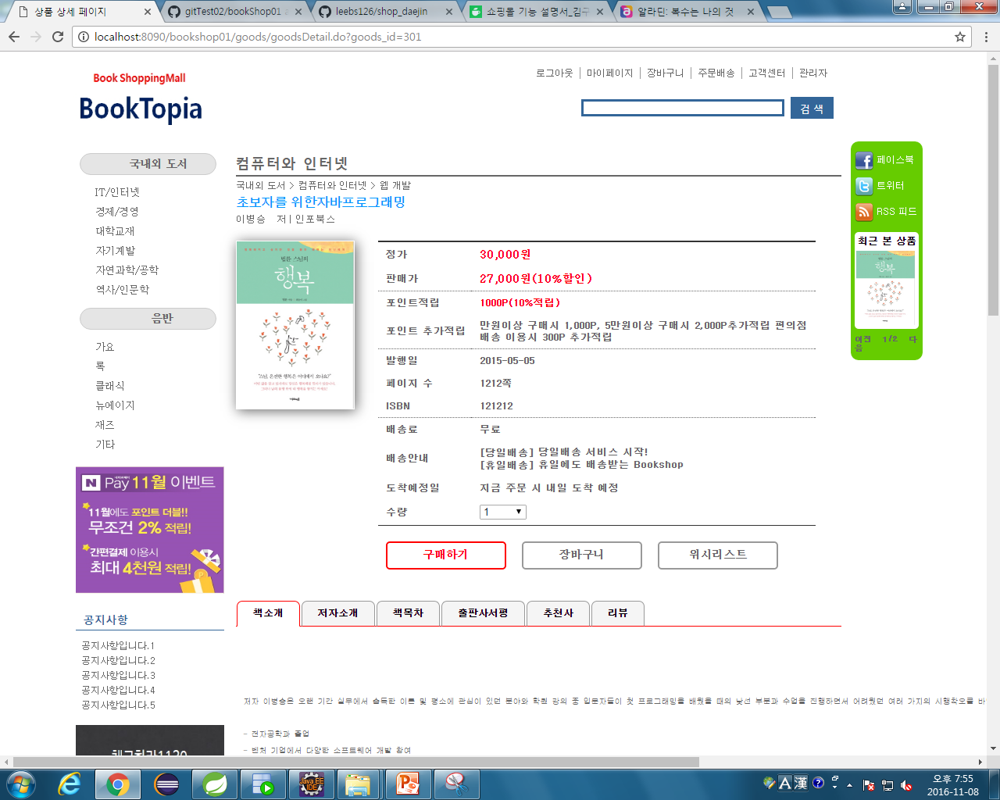 상품 상세 페이지
gitTest02/bookShop01 a
leebs126/shop_daejin
쇼핑몰 기능 설명서_김구
알라딘: 복수는 나의 것
localhost:8090/bookshop01/goods/goodsDetail.do?goods_id=301
Book ShoppingMall
BookTopia
로그아웃 | 마이페이지 | 장바구니 | 주문배송 | 고객센터 | 관리자
검 색
국내외 도서
IT/인터넷
경제/경영
대학교재
자기계발
자연과학/공학
역사/인문학
음반
가요
록
클래식
뉴에이지
재즈
기타
N Pay 11월 이벤트
11월에도 포인트 더블!!
무조건 2% 적립!
간편결제 이용시
최대 4천원 적립!
공지사항
공지사항입니다.1
공지사항입니다.2
공지사항입니다.3
공지사항입니다.4
공지사항입니다.5
책그림긔1120
컴퓨터와 인터넷
국내외 도서 > 컴퓨터와 인터넷 > 웹 개발
초보자를 위한자바프로그래밍
이병승 저 | 인포북스
법륜 스님의
행복
"스님, 온전한 행복은 어디에서 오나요?"
정가 30,000원
판매가 27,000원(10%할인)
포인트적립 1000P(10%적립)
포인트 추가적립 만원이상 구매시 1,000P, 5만원이상 구매시 2,000P추가적립 편의점
배송 이용시 300P 추가적립
발행일 2015-05-05
페이지 수 1212쪽
ISBN 121212
배송료 무료
배송안내 [당일배송] 당일배송 서비스 시작!
[휴일배송] 휴일에도 배송받는 Bookshop
도착예정일 지금 주문 시 내일 도착 예정
수량 1
구매하기
장바구니
위시리스트
책소개
저자소개
책목차
출판사서평
추천사
리뷰
저자 이병승은 오랜 기간 실무에서 습득한 이론 및 평소에 관심이 있던 분야와 학원 강의 중 입문자들이 첫 프로그래밍을 배웠을 때의 낯선 부분과 수업을 진행하면서 어려웠던 여러 가지의 시행착오를 바
- 전자공학과 졸업
- 벤처 기업에서 다양한 소프트웨어 개발 참여
페이스북
트위터
RSS 피드
최근 본 상품
행복
이전 1/2 다
음
A 漢
오후 7:55
2016-11-08